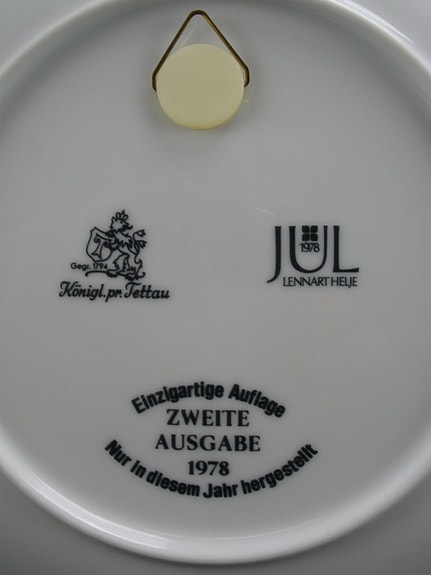 Gegr. 1794
Königl. pr. Tettau
JUL
1978
LENNART HELJE
Einzigartige Auflage
ZWEITE
AUSGABE
1978
Nur in diesem Jahr hergestellt